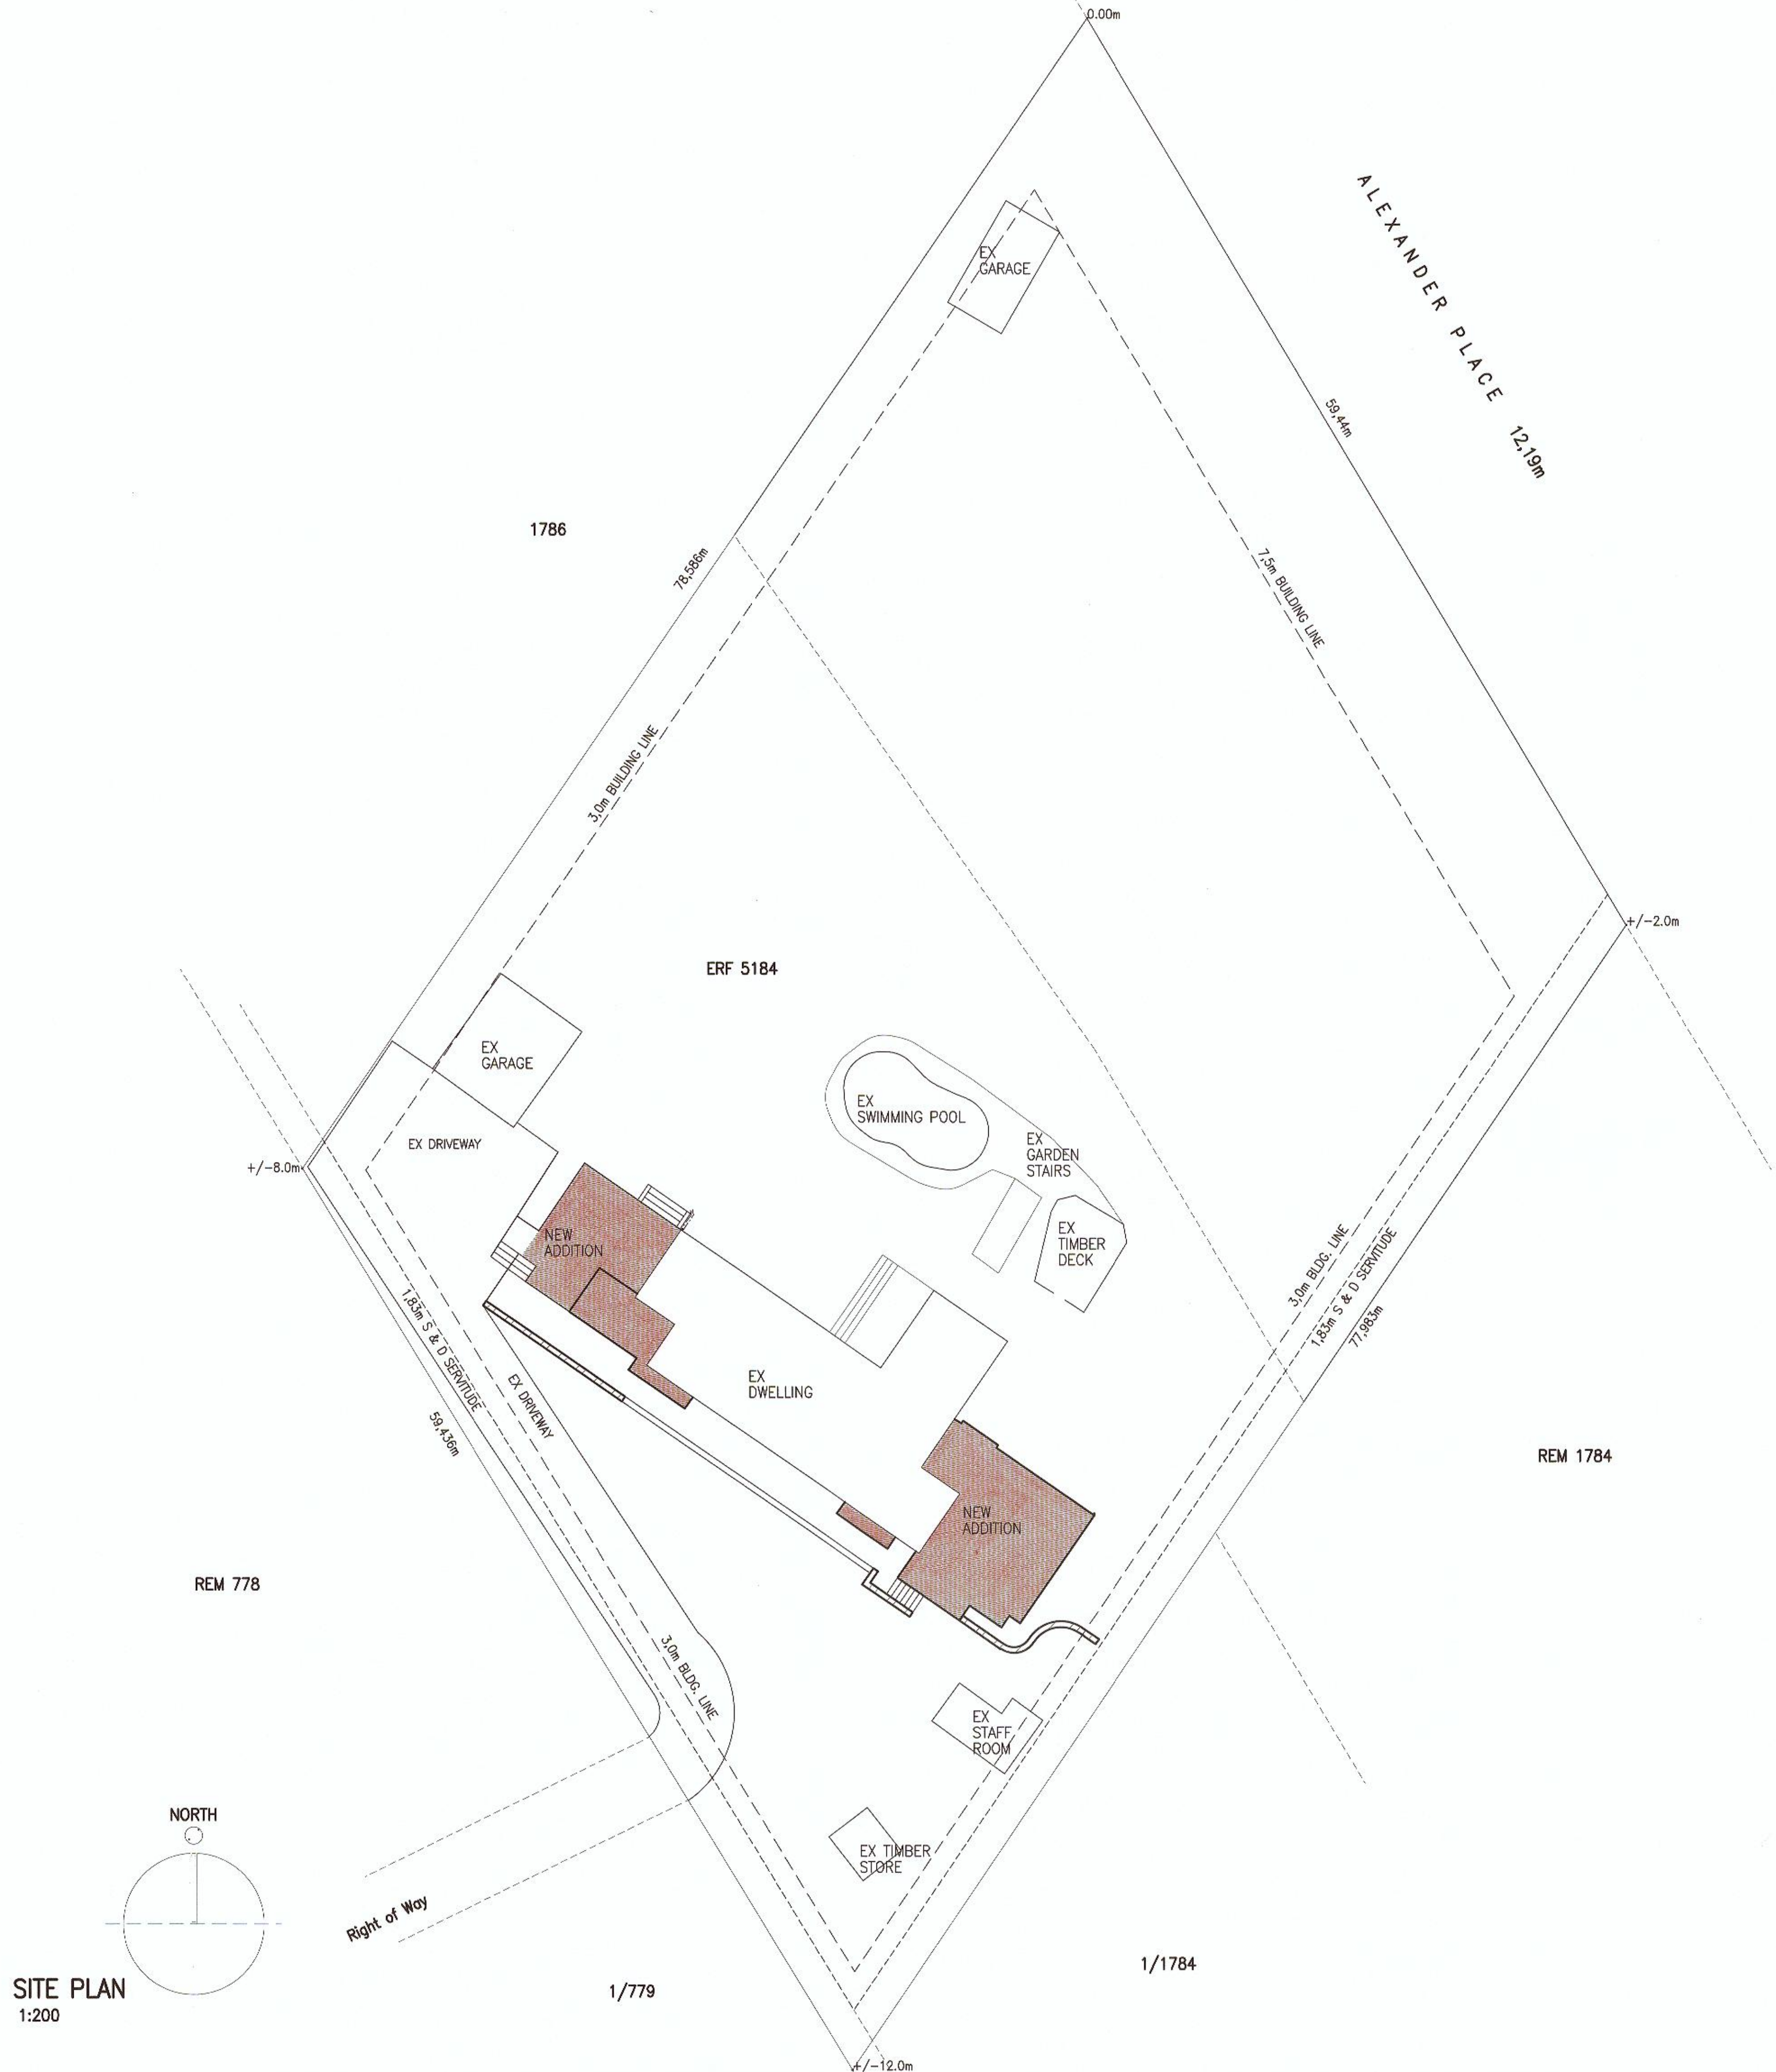 0.00m
ALEXANDER PLACE 12,19m
EX
GARAGE
59,44m
1786
78,586m
7,5m BUILDING LINE
3,0m BUILDING LINE
+/-2.0m
ERF 5184
EX
GARAGE
EX
SWIMMING POOL
EX DRIVEWAY
EX
GARDEN
STAIRS
+/-8.0m
NEW
ADDITION
EX
TIMBER
DECK
3,0m BLDG. LINE
1,83m S & D SERVITUDE
77,983m
1,83m S & D SERVITUDE
EX DRIVEWAY
EX
DWELLING
59,436m
REM 1784
NEW
ADDITION
REM 778
3,0m BLDG. LINE
EX
STAFF
ROOM
NORTH
EX TIMBER
STORE
Right of Way
1/1784
SITE PLAN
1:200
1/779
+/-12.0m